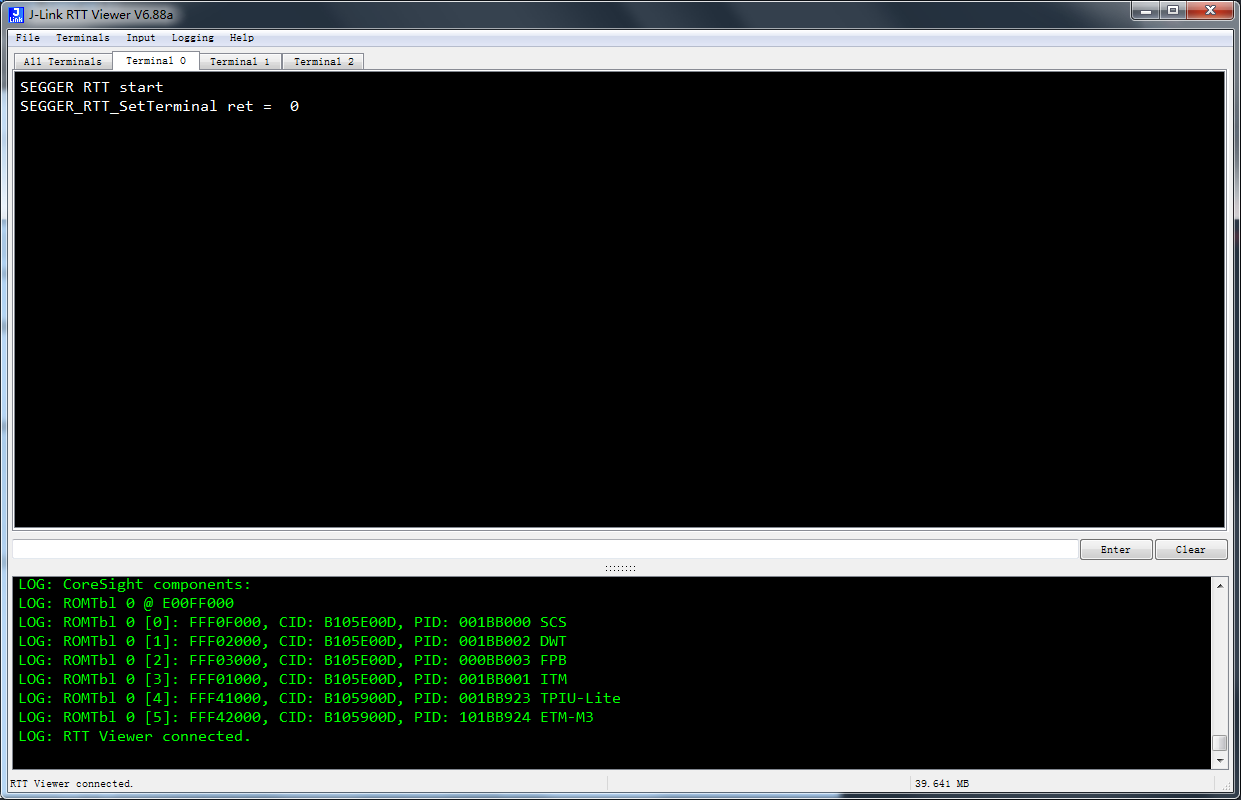 J-Link RTT Viewer V6.88a
File Terminals Input Logging Help
All Terminals Terminal 0 Terminal 1 Terminal 2
SEGGER RTT start
SEGGER_RTT_SetTerminal ret =  0
Enter Clear
LOG: CoreSight components:
LOG: ROMTbl 0 @ E00FF000
LOG: ROMTbl 0 [0]: FFF0F000, CID: B105E00D, PID: 001BB000 SCS
LOG: ROMTbl 0 [1]: FFF02000, CID: B105E00D, PID: 001BB002 DWT
LOG: ROMTbl 0 [2]: FFF03000, CID: B105E00D, PID: 000BB003 FPB
LOG: ROMTbl 0 [3]: FFF01000, CID: B105E00D, PID: 001BB001 ITM
LOG: ROMTbl 0 [4]: FFF41000, CID: B105900D, PID: 001BB923 TPIU-Lite
LOG: ROMTbl 0 [5]: FFF42000, CID: B105900D, PID: 101BB924 ETM-M3
LOG: RTT Viewer connected.
RTT Viewer connected. 39.641 MB